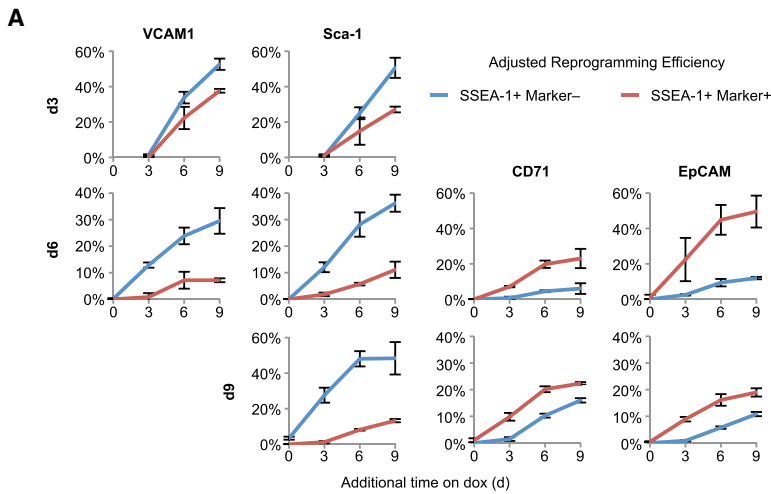 A
VCAM1
Sca-1
Adjusted Reprogramming Efficiency
SSEA-1+ Marker–
SSEA-1+ Marker+
d3
60%
40%
20%
0%
0 3 6 9
60%
40%
20%
0%
0 3 6 9
CD71
EpCAM
d6
40%
30%
20%
10%
0%
0 3 6 9
40%
30%
20%
10%
0%
0 3 6 9
60%
40%
20%
0%
0 3 6 9
60%
40%
20%
0%
0 3 6 9
d9
60%
40%
20%
0%
0 3 6 9
40%
30%
20%
10%
0%
0 3 6 9
40%
30%
20%
10%
0%
0 3 6 9
Additional time on dox (d)